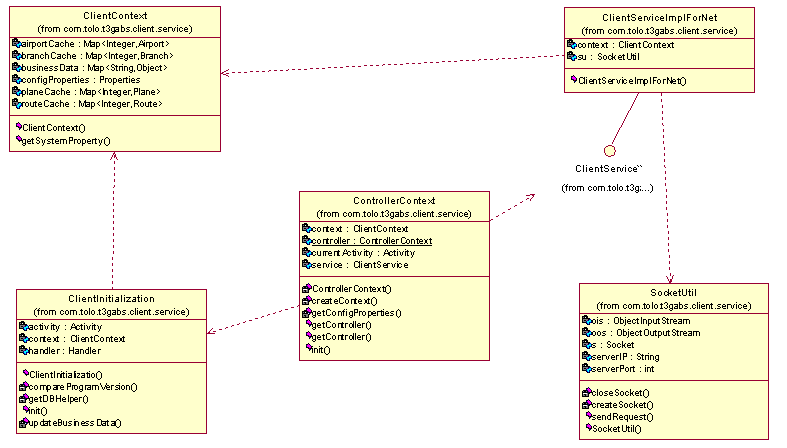 ClientContext
(from com.tolo.t3gabs.client.service)
airportCache : Map<Integer,Airport>
branchCache : Map<Integer,Branch>
businessData : Map<String,Object>
configProperties : Properties
planeCache : Map<Integer,Plane>
routeCache : Map<Integer,Route>
ClientContext()
getSystemProperty()
ClientServiceImplForNet
(from com.tolo.t3gabs.client.service)
context : ClientContext
su : SocketUtil
ClientServiceImplForNet()
ClientService``
(from com.tolo.t3g:...)
ControllerContext
(from com.tolo.t3gabs.client.service)
context : ClientContext
controller : ControllerContext
currentActivity : Activity
service : ClientService
ControllerContext()
createContext()
getConfigProperties()
getController()
getController()
init()
ClientInitialization
(from com.tolo.t3gabs.client.service)
activity : Activity
context : ClientContext
handler : Handler
ClientInitializatio()
compareProgramVersion()
getDBHelper()
init()
updateBusinessData()
SocketUtil
(from com.tolo.t3gabs.client.service)
ois : ObjectInputStream
oos : ObjectOutputStream
s : Socket
serverIP : String
serverPort : int
closeSocket()
createSocket()
sendRequest()
SocketUtil()